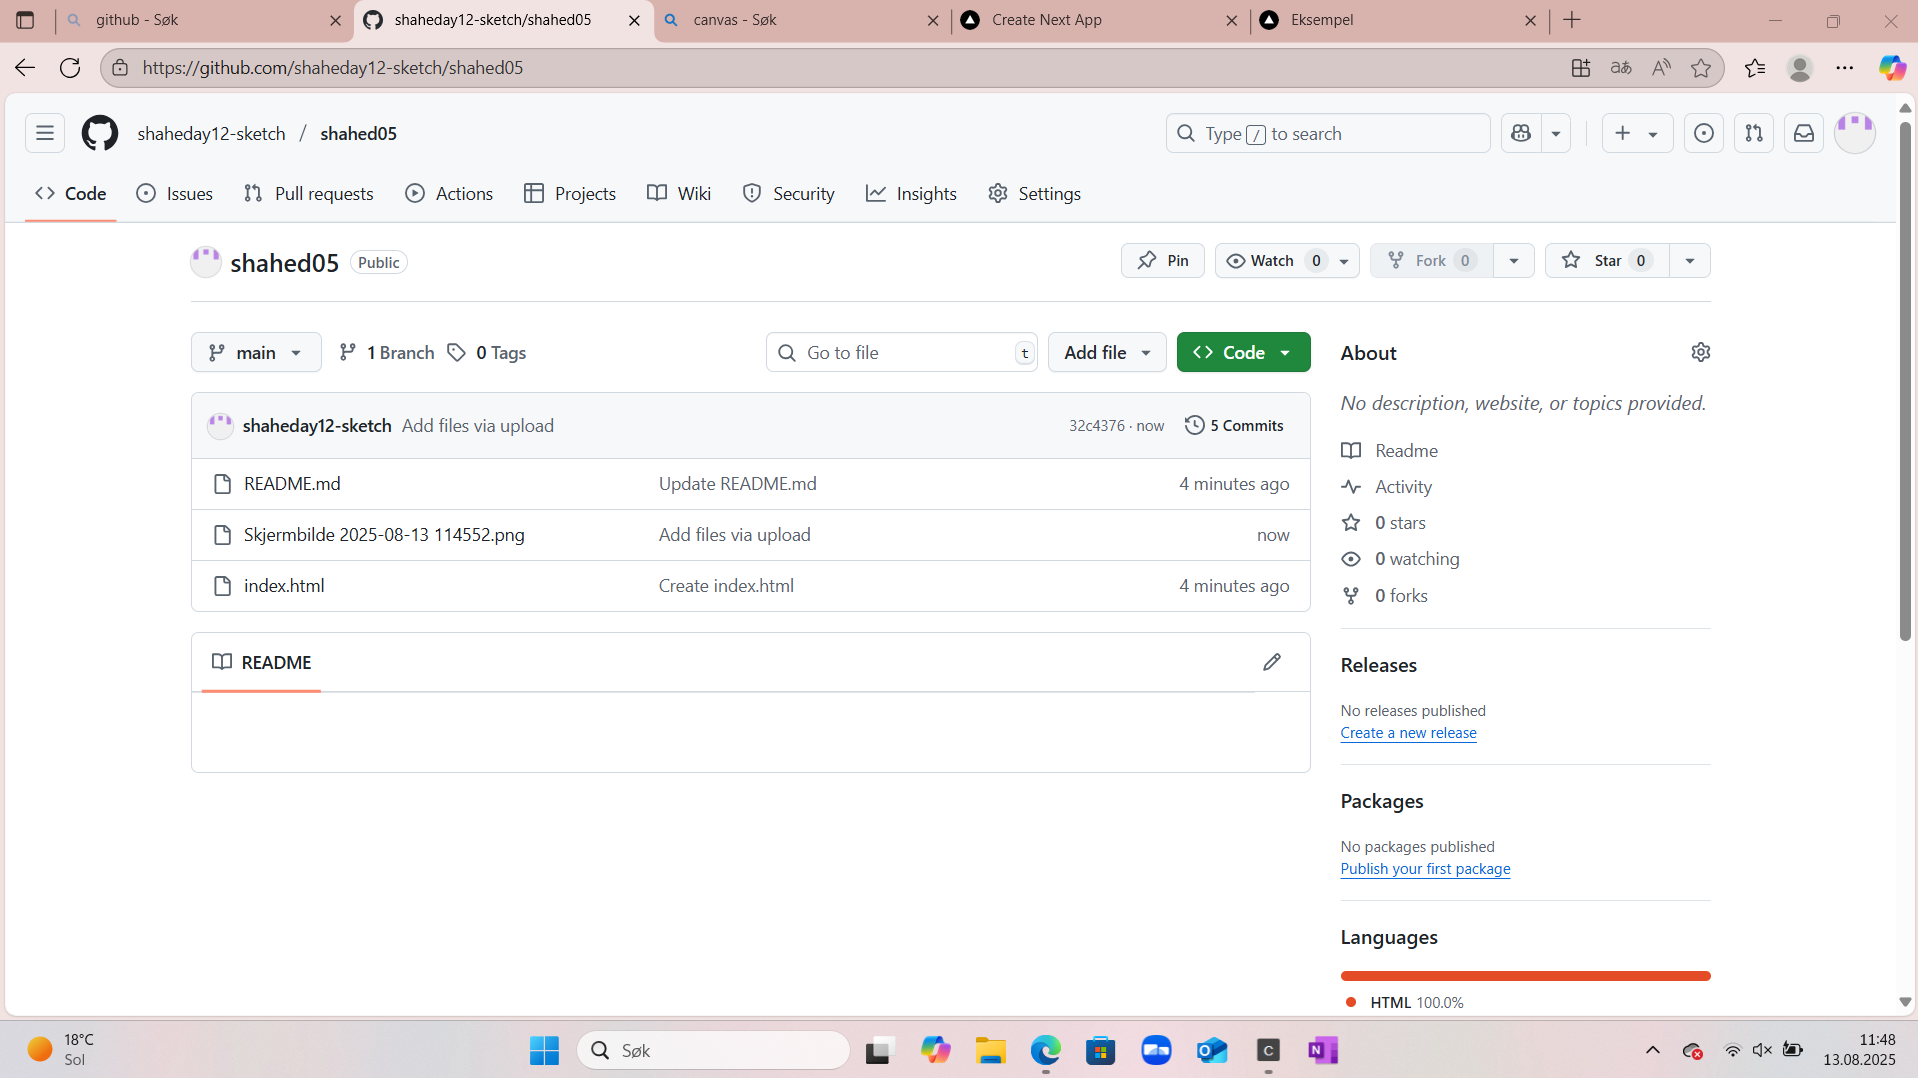 github - Søk
shaheday12-sketch/shahed05
canvas - Søk
Create Next App
Eksempel
https://github.com/shaheday12-sketch/shahed05
shaheday12-sketch / shahed05
Type / to search
Code
Issues
Pull requests
Actions
Projects
Wiki
Security
Insights
Settings
shahed05 Public
Pin
Watch 0
Fork 0
Star 0
main
1 Branch
0 Tags
Go to file t
Add file
Code
shaheday12-sketch Add files via upload 32c4376 · now 5 Commits
README.md Update README.md 4 minutes ago
Skjermbilde 2025-08-13 114552.png Add files via upload now
index.html Create index.html 4 minutes ago
README
About
No description, website, or topics provided.
Readme
Activity
0 stars
0 watching
0 forks
Releases
No releases published
Create a new release
Packages
No packages published
Publish your first package
Languages
HTML 100.0%
18°C
Sol
Søk
11:48
13.08.2025